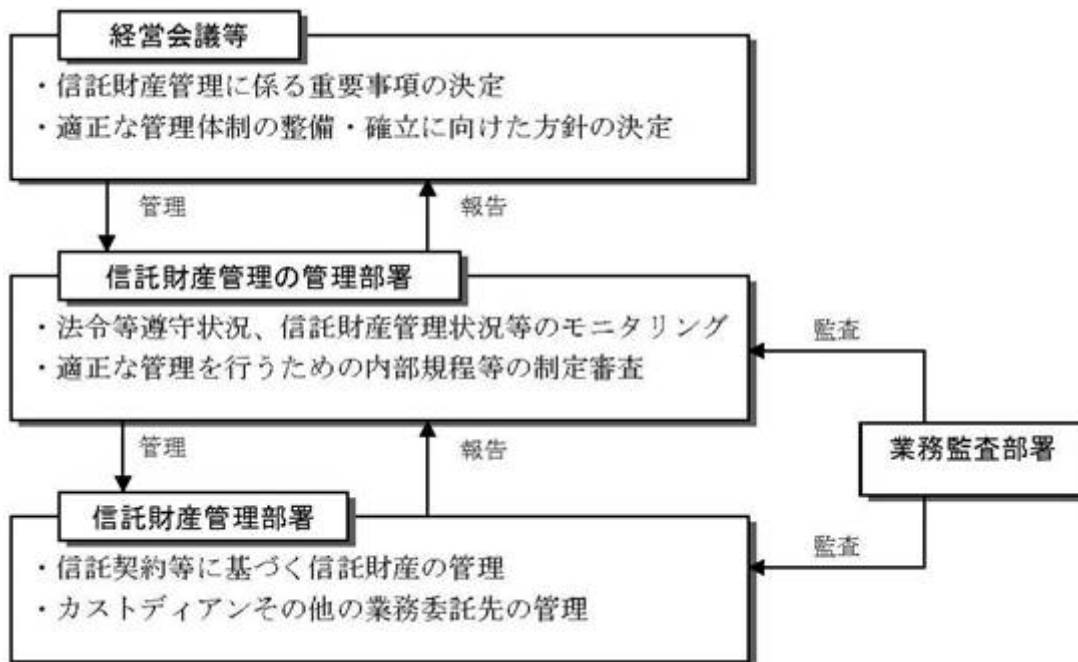 経営会議等
・信託財産管理に係る重要事項の決定
・適正な管理体制の整備・確立に向けた方針の決定
管理
報告
信託財産管理の管理部署
・法令等遵守状況、信託財産管理状況等のモニタリング
・適正な管理を行うための内部規程等の制定審査
監査
管理
報告
業務監査部署
信託財産管理部署
・信託契約等に基づく信託財産の管理
・カストディアンその他の業務委託先の管理
監査